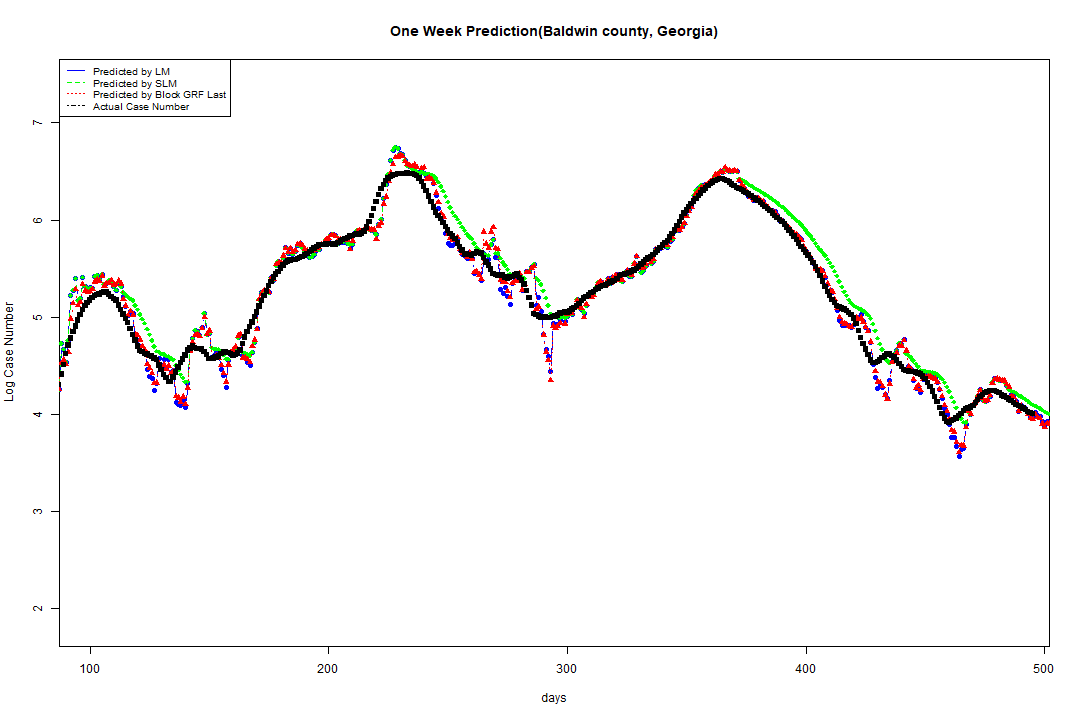 One Week Prediction(Baldwin county, Georgia)
Predicted by LM
Predicted by SLM
Predicted by Block GRF Last
Actual Case Number
7
6
5
4
3
2
Log Case Number
100 200 300 400 500
days